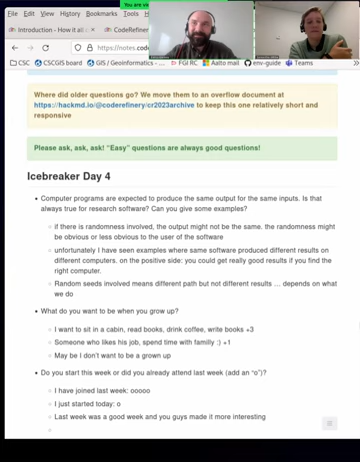 You are vie
File Edit View History Bookmarks Tools H
Introduction - How it all :
CodeRefinery
https://notes.code
CSC
CSCGIS board
GIS / Geoinformatics - ...
FGI RC
Aalto mail
env-guide
Teams
Where did older questions go? We move them to an overflow document at
https://hackmd.io/@coderefinery/cr2023archive to keep this one relatively short and
responsive
Please ask, ask, ask! “Easy” questions are always good questions!
Icebreaker Day 4
Computer programs are expected to produce the same output for the same inputs. Is that
always true for research software? Can you give some examples?
if there is randomness involved, the output might not be the same. the randomness might
be obvious or less obvious to the user of the software
unfortunately I have seen examples where same software produced different results on
different computers. on the positive side: you could get really good results if you find the
right computer.
Random seeds involved means different path but not different results ... depends on what
we do
What do you want to be when you grow up?
I want to sit in a cabin, read books, drink coffee, write books +3
Someone who likes his job, spend time with familly :) +1
May be I don't want to be a grown up
Do you start this week or did you already attend last week (add an “o”)?
I have joined last week: ooooo
I just started today: o
Last week was a good week and you guys made it more interesting